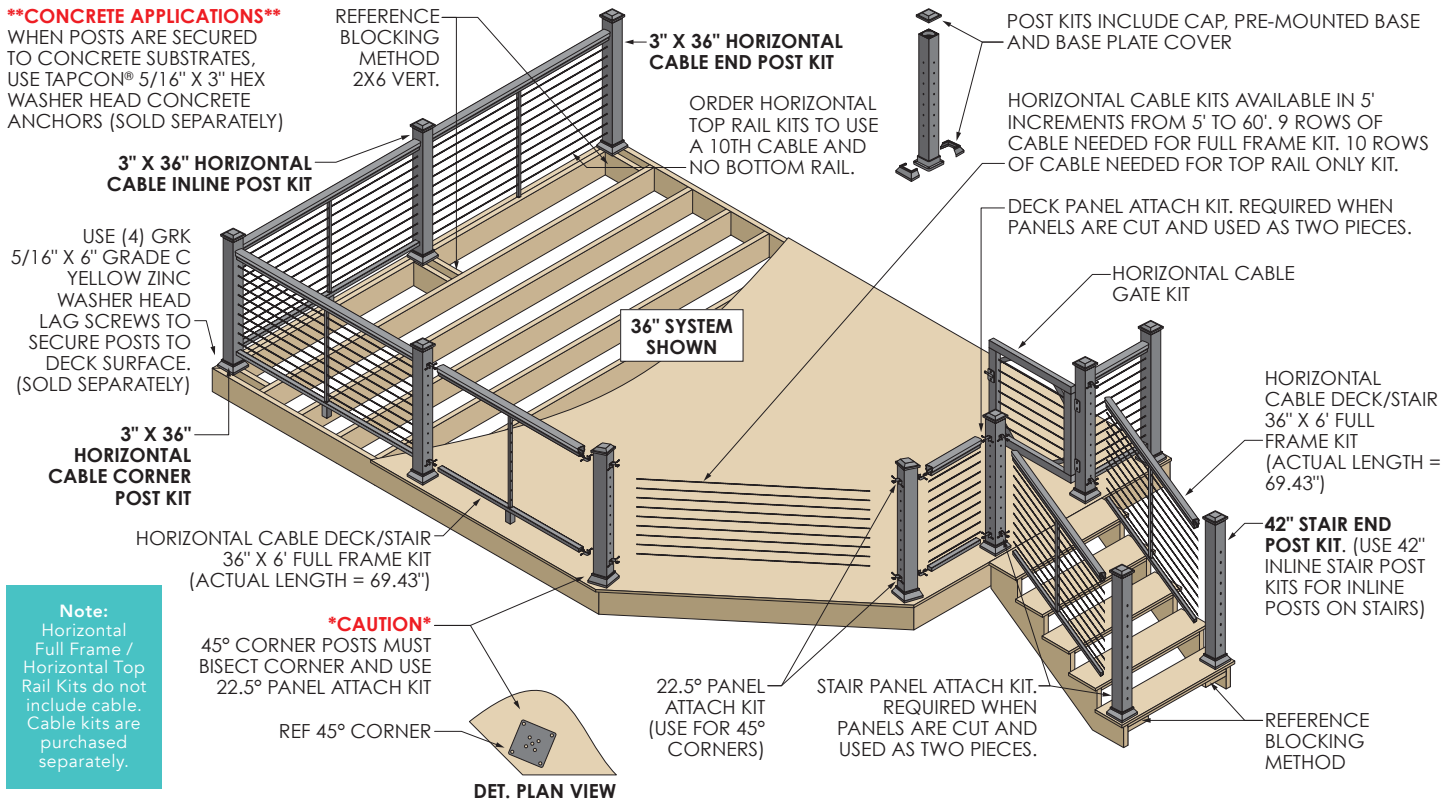 **CONCRETE APPLICATIONS**
WHEN POSTS ARE SECURED
TO CONCRETE SUBSTRATES,
USE TAPCON® 5/16" X 3" HEX
WASHER HEAD CONCRETE
ANCHORS (SOLD SEPARATELY)
REFERENCE
BLOCKING
METHOD
2X6 VERT.
3" X 36" HORIZONTAL
CABLE END POST KIT
POST KITS INCLUDE CAP, PRE-MOUNTED BASE
AND BASE PLATE COVER
ORDER HORIZONTAL
TOP RAIL KITS TO USE
A 10TH CABLE AND
NO BOTTOM RAIL.
HORIZONTAL CABLE KITS AVAILABLE IN 5'
INCREMENTS FROM 5' TO 60'. 9 ROWS OF
CABLE NEEDED FOR FULL FRAME KIT. 10 ROWS
OF CABLE NEEDED FOR TOP RAIL ONLY KIT.
3" X 36" HORIZONTAL
CABLE INLINE POST KIT
DECK PANEL ATTACH KIT. REQUIRED WHEN
PANELS ARE CUT AND USED AS TWO PIECES.
USE (4) GRK
5/16" X 6" GRADE C
YELLOW ZINC
WASHER HEAD
LAG SCREWS TO
SECURE POSTS TO
DECK SURFACE.
(SOLD SEPARATELY)
HORIZONTAL CABLE
GATE KIT
36" SYSTEM
SHOWN
HORIZONTAL
CABLE DECK/STAIR
36" X 6' FULL
FRAME KIT
(ACTUAL LENGTH =
69.43")
3" X 36"
HORIZONTAL
CABLE CORNER
POST KIT
HORIZONTAL CABLE DECK/STAIR
36" X 6' FULL FRAME KIT
(ACTUAL LENGTH = 69.43")
42" STAIR END
POST KIT. (USE 42"
INLINE STAIR POST
KITS FOR INLINE
POSTS ON STAIRS)
Note:
Horizontal
Full Frame /
Horizontal Top
Rail Kits do not
include cable.
Cable kits are
purchased
separately.
*CAUTION*
45º CORNER POSTS MUST
BISECT CORNER AND USE
22.5º PANEL ATTACH KIT
REF 45º CORNER
DET. PLAN VIEW
22.5º PANEL
ATTACH KIT
(USE FOR 45º
CORNERS)
STAIR PANEL ATTACH KIT.
REQUIRED WHEN
PANELS ARE CUT AND
USED AS TWO PIECES.
REFERENCE
BLOCKING
METHOD